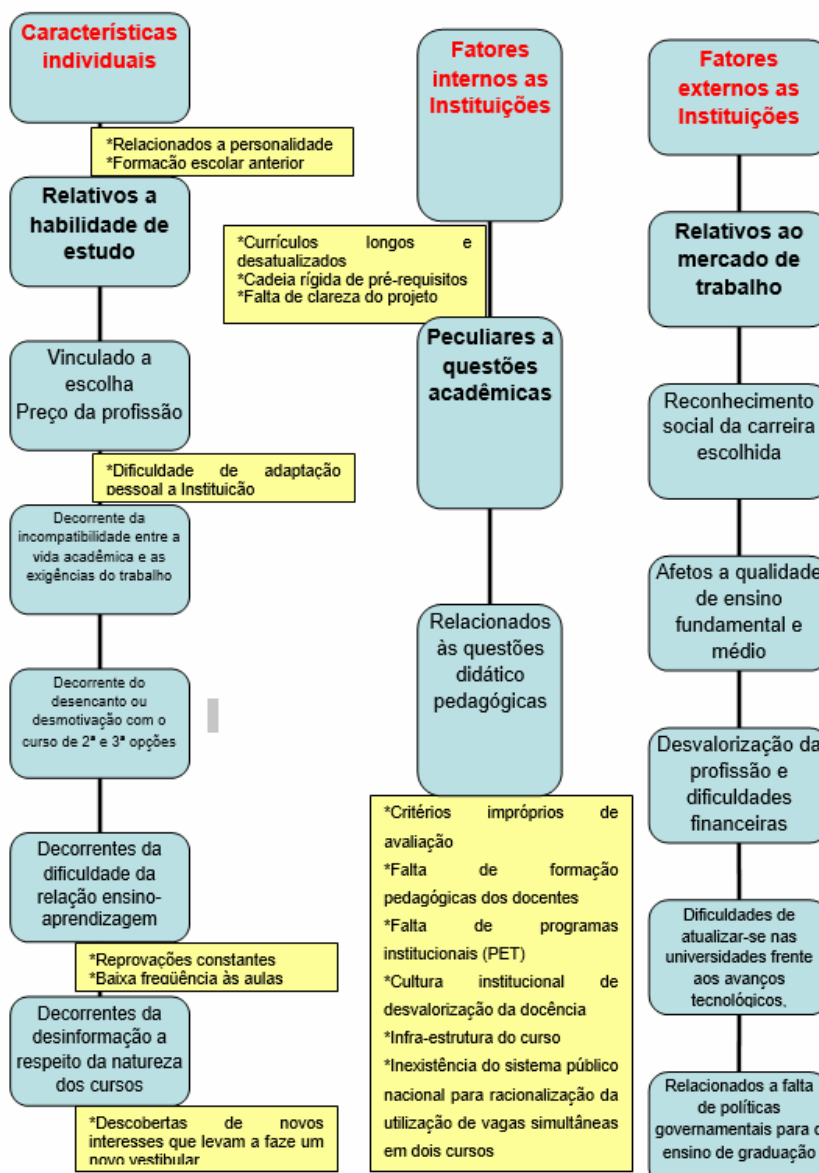 Características
individuais
*Relacionados a personalidade
*Formação escolar anterior
Relativos a
habilidade de
estudo
Vinculado a
escolha
Preço da profissão
*Dificuldade de adaptação
pessoal a Instituição
Decorrente da
incompatibilidade entre a
vida acadêmica e as
exigências do trabalho
Decorrente do
desencanto ou
desmotivação com o
curso de 2ª e 3ª opções
Decorrentes da
dificuldade da
relação ensino-
aprendizagem
*Reprovações constantes
*Baixa freqüência às aulas
Decorrentes da
desinformação a
respeito da natureza
dos cursos
*Descobertas de novos
interesses que levam a faze um
novo vestibular
Fatores
internos as
Instituições
*Currículos longos e
desatualizados
*Cadeia rígida de pré-requisitos
*Falta de clareza do projeto
Peculiares a
questões
acadêmicas
Relacionados
às questões
didático
pedagógicas
*Critérios impróprios de
avaliação
*Falta de formação
pedagógicas dos docentes
*Falta de programas
institucionais (PET)
*Cultura institucional de
desvalorização da docência
*Infra-estrutura do curso
*Inexistência do sistema público
nacional para racionalização da
utilização de vagas simultâneas
em dois cursos
Fatores
externos as
Instituições
Relativos ao
mercado de
trabalho
Reconhecimento
social da carreira
escolhida
Afetos a qualidade
de ensino
fundamental e
médio
Desvalorização da
profissão e
dificuldades
financeiras
Dificuldades de
atualizar-se nas
universidades frente
aos avanços
tecnológicos,
Relacionados a falta
de políticas
governamentais para o
ensino de graduação